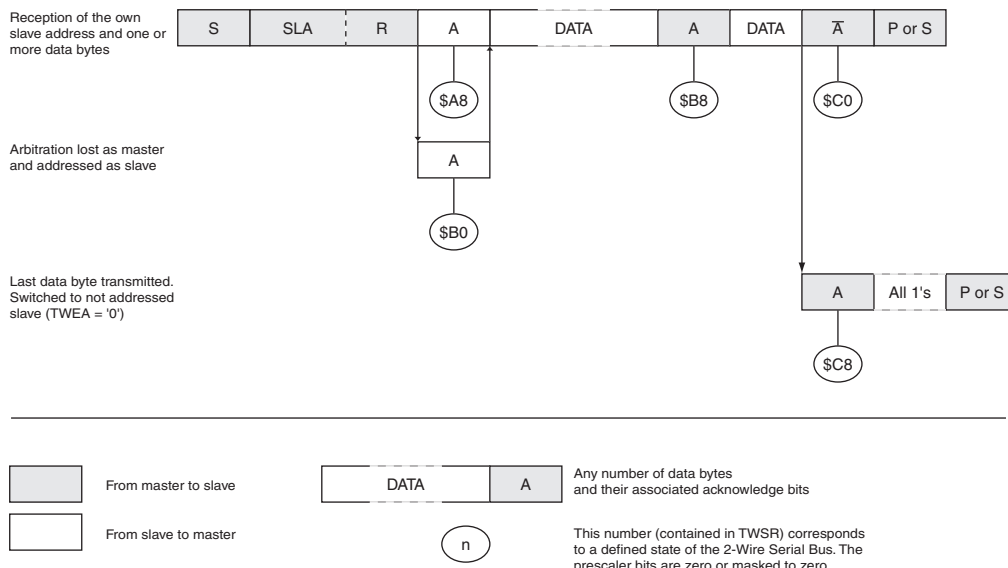 Reception of the own
slave address and one or
more data bytes
S SLA R A DATA A DATA A̅ P or S
$A8 $B8 $C0
Arbitration lost as master
and addressed as slave
A
$B0
Last data byte transmitted.
Switched to not addressed
slave (TWEA = '0')
A All 1's P or S
$C8
From master to slave
DATA A
Any number of data bytes
and their associated acknowledge bits
From slave to master
n
This number (contained in TWSR) corresponds
to a defined state of the 2-Wire Serial Bus. The
prescaler bits are zero or masked to zero